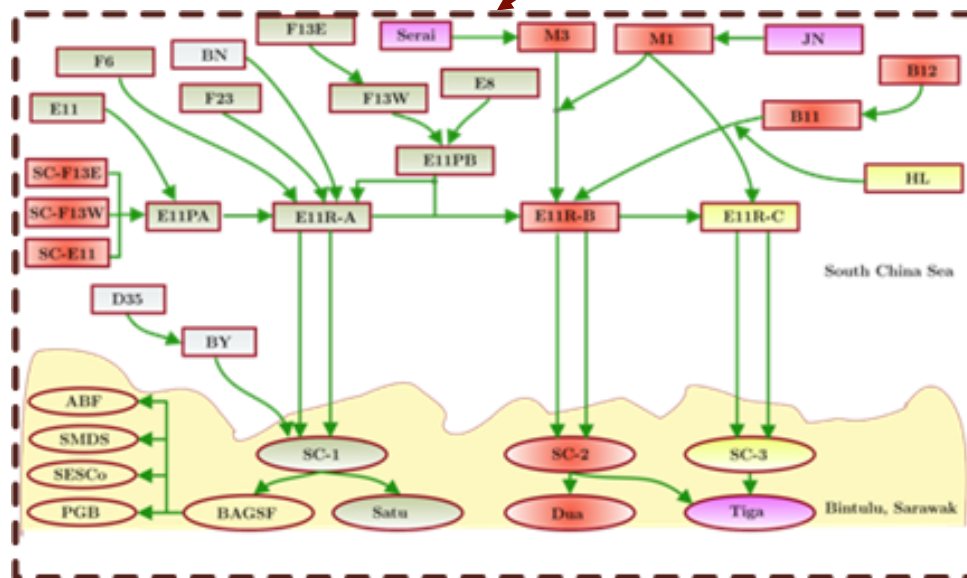 F13E
Serai
M3
M1
JN
BN
F6
B12
F23
F13W
E8
E11
B11
E11PB
SC-F13E
HL
SC-F13W
E11PA
E11R-A
E11R-B
E11R-C
SC-E11
South China Sea
D35
BY
ABF
SMDS
SC-1
SC-2
SC-3
SESCo
PGB
BAGSF
Satu
Dua
Tiga
Bintulu, Sarawak